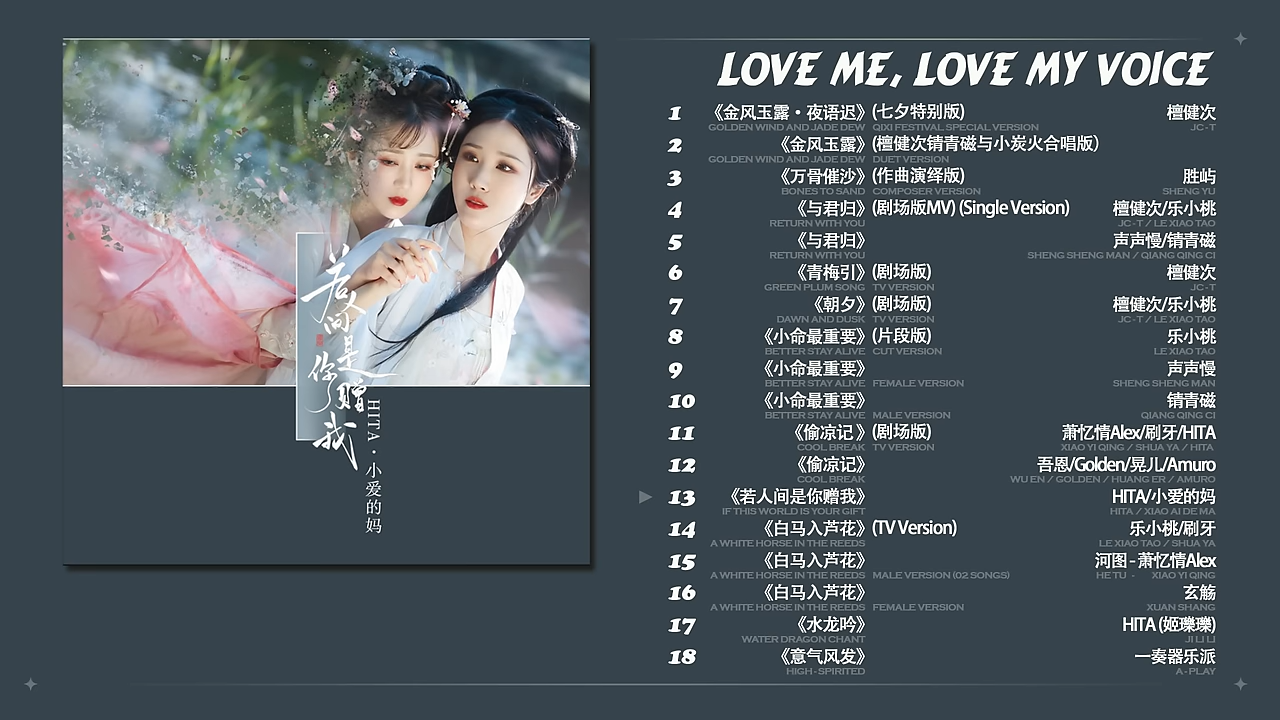 LOVE ME, LOVE MY VOICE
1 《金风玉露·夜语迟》(七夕特别版) 檀健次
GOLDEN WIND AND JADE DEW QIXI FESTIVAL SPECIAL VERSION JC-T
2 《金风玉露》(檀健次锖青磁与小炭火合唱版)
GOLDEN WIND AND JADE DEW DUET VERSION
3 《万骨催沙》(作曲演绎版) 胜屿
BONES TO SAND COMPOSER VERSION SHENG YU
4 《与君归》(剧场版MV) (Single Version) 檀健次/乐小桃
RETURN WITH YOU JC-T / LE XIAO TAO
5 《与君归》 声声慢/锖青磁
RETURN WITH YOU SHENG SHENG MAN / QIANG QING CI
6 《青梅引》(剧场版) 檀健次
GREEN PLUM SONG TV VERSION JC-T
7 《朝夕》(剧场版) 檀健次/乐小桃
DAWN AND DUSK TV VERSION JC-T / LE XIAO TAO
8 《小命最重要》(片段版) 乐小桃
BETTER STAY ALIVE CUT VERSION LE XIAO TAO
9 《小命最重要》 声声慢
BETTER STAY ALIVE FEMALE VERSION SHENG SHENG MAN
10 《小命最重要》 锖青磁
BETTER STAY ALIVE MALE VERSION QIANG QING CI
11 《偷凉记 》(剧场版) 萧忆情Alex/刷牙/HITA
COOL BREAK TV VERSION XIAO YI QING / SHUA YA / HITA
12 《偷凉记》 吾恩/Golden/晃儿/Amuro
COOL BREAK WU EN / GOLDEN / HUANG ER / AMURO
13 《若人间是你赠我》 HITA/小爱的妈
IF THIS WORLD IS YOUR GIFT HITA / XIAO AI DE MA
14 《白马入芦花》(TV Version) 乐小桃/刷牙
A WHITE HORSE IN THE REEDS LE XIAO TAO / SHUA YA
15 《白马入芦花》 河图 - 萧忆情Alex
A WHITE HORSE IN THE REEDS MALE VERSION (02 SONGS) HE TU - XIAO YI QING
16 《白马入芦花》 玄觞
A WHITE HORSE IN THE REEDS FEMALE VERSION XUAN SHANG
17 《水龙吟》 HITA (姬璨璨)
WATER DRAGON CHANT JI LI LI
18 《意气风发》 一奏器乐派
HIGH-SPIRITED A-PLAY
若人间是你赠我
HITA·小爱的妈